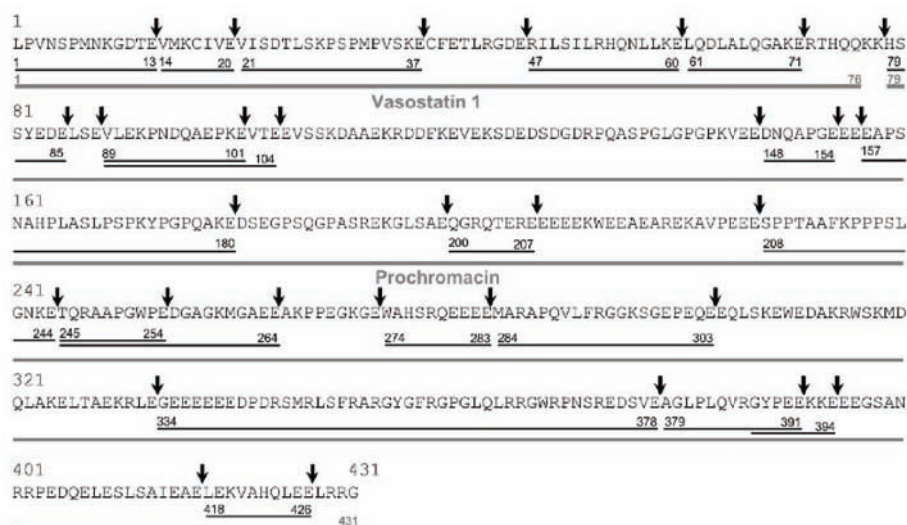 1
LPVNSPMNKGDTEVMKCIVEVISDTLSKPSPMPVSKECFETLRGDERILSILRHQNLLKELQDLALQGAKERTHQQKKHS
1 13 14 20 21 37 47 60 61 71 79
1 76 79
Vasostatin 1
81
SYEDELSEVLEKPNDQAEPKEVTEEVSSKDAAEKRDDFKEVEKSDEDSDGDRPQASPGLGPGPKVEEDNQAPGEEEEAPS
85 89 101 104 148 154 157
161
NAHPLASLPSPKYPGPQAKEDSEGPSQGPASREKGLSAEQGRQTEREEEEEKWEEAEAREKAVPEEESPPTAAFKPPPSL
180 200 207 208
Prochromacin
241
GNKETQRAAPGWPEDGAGKMGAEEAKPPEGKGEWAHSRQEEEEMARAPQVLFRGGKSGEPEQEEQLSKEWEDAKRWSKMD
244 245 254 264 274 283 284 303
321
QLAKELTAEKRLEGEEEEEEDPDRSMRLSFRARGYGFRGPGLQLRRGWRPNSREDSVEAGLPLQVRGYPEEKKEEEGSAN
334 378 379 391 394
401 431
RRPEDQELESLSAIEAELEKVAHQLEELRRG
418 426 431